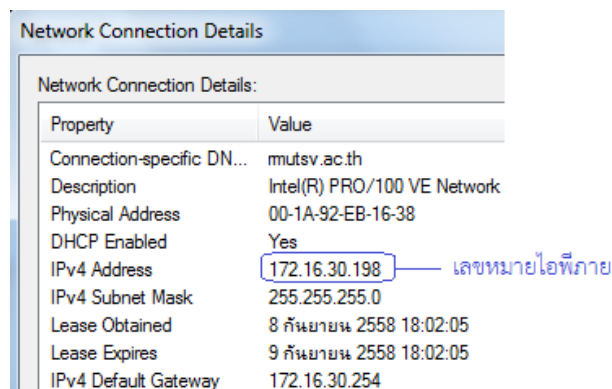 Network Connection Details
Network Connection Details:
Property Value
Connection-specific DN... rmutsv.ac.th
Description Intel(R) PRO/100 VE Network
Physical Address 00-1A-92-EB-16-38
DHCP Enabled Yes
IPv4 Address 172.16.30.198 เลขหมายไอพีภาย
IPv4 Subnet Mask 255.255.255.0
Lease Obtained 8 กันยายน 2558 18:02:05
Lease Expires 9 กันยายน 2558 18:02:05
IPv4 Default Gateway 172.16.30.254